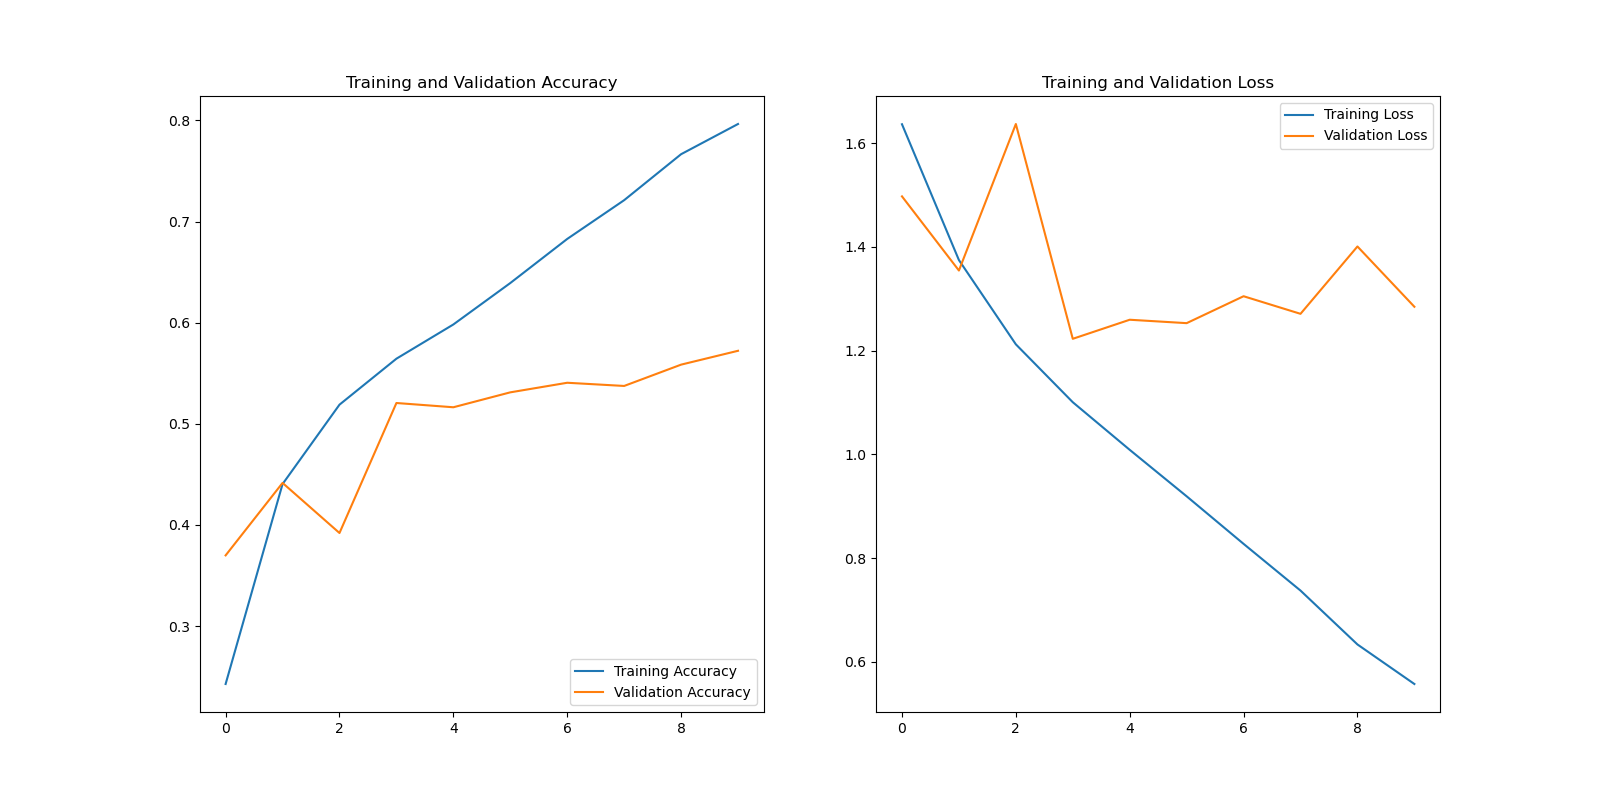 Training and Validation Accuracy
0.8
0.7
0.6
0.5
0.4
0.3
0 2 4 6 8
Training Accuracy
Validation Accuracy
Training and Validation Loss
1.6
1.4
1.2
1.0
0.8
0.6
0 2 4 6 8
Training Loss
Validation Loss